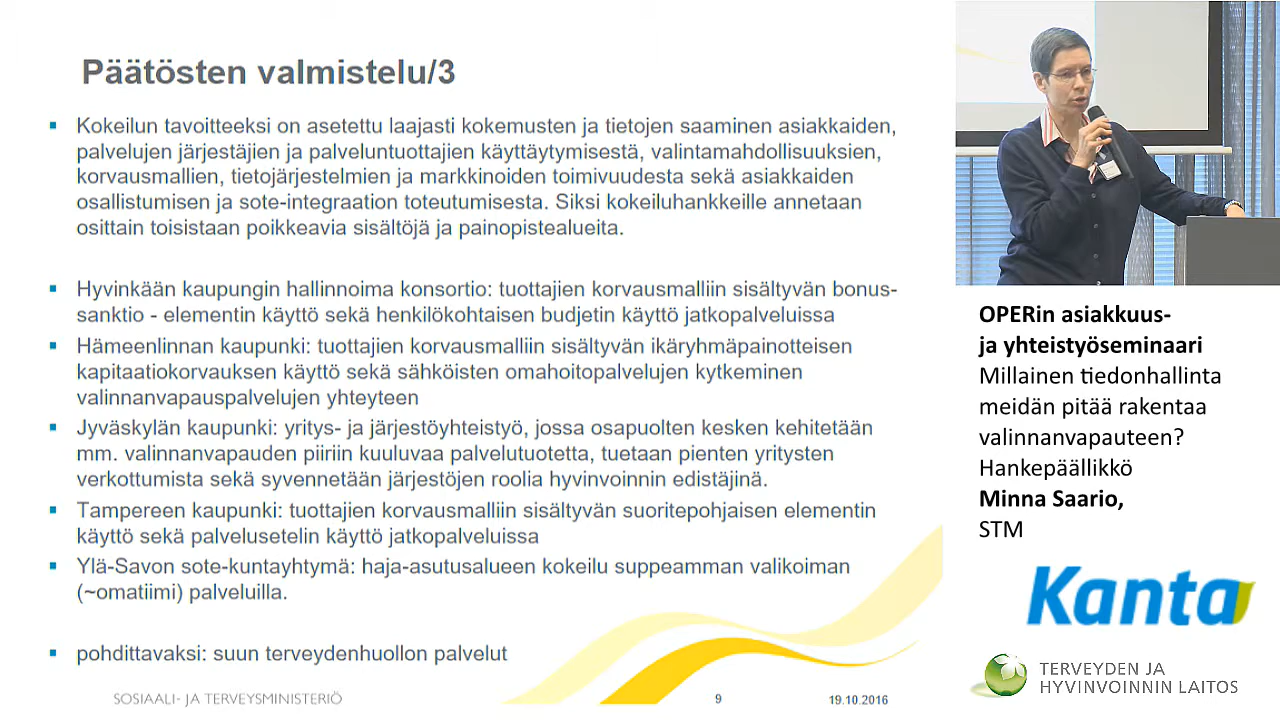 Päätösten valmistelu/3
Kokeilun tavoitteeksi on asetettu laajasti kokemusten ja tietojen saaminen asiakkaiden,
palvelujen järjestäjien ja palveluntuottajien käyttäytymisestä, valintamahdollisuuksien,
korvausmallien, tietojärjestelmien ja markkinoiden toimivuudesta sekä asiakkaiden
osallistumisen ja sote-integraation toteutumisesta. Siksi kokeiluhankkeille annetaan
osittain toisistaan poikkeavia sisältöjä ja painopistealueita.
Hyvinkään kaupungin hallinnoima konsortio: tuottajien korvausmalliin sisältyvän bonus-
sanktio - elementin käyttö sekä henkilökohtaisen budjetin käyttö jatkopalveluissa
Hämeenlinnan kaupunki: tuottajien korvausmalliin sisältyvän ikäryhmäpainotteisen
kapitaatiokorvauksen käyttö sekä sähköisten omahoitopalvelujen kytkeminen
valinnanvapauspalvelujen yhteyteen
Jyväskylän kaupunki: yritys- ja järjestöyhteistyö, jossa osapuolten kesken kehitetään
mm. valinnanvapauden piiriin kuuluvaa palvelutuotetta, tuetaan pienten yritysten
verkottumista sekä syvennetään järjestöjen roolia hyvinvoinnin edistäjinä.
Tampereen kaupunki: tuottajien korvausmalliin sisältyvän suoritepohjaisen elementin
käyttö sekä palvelusetelin käyttö jatkopalveluissa
Ylä-Savon sote-kuntayhtymä: haja-asutusalueen kokeilu suppeamman valikoiman
(~omatiimi) palveluilla.
pohdittavaksi: suun terveydenhuollon palvelut
SOSIAALI- JA TERVEYSMINISTERIÖ
9
19.10.2016
OPERin asiakkuus-
ja yhteistyöseminaari
Millainen tiedonhallinta
meidän pitää rakentaa
valinnanvapauteen?
Hankepäällikkö
Minna Saario,
STM
Kanta
TERVEYDEN JA
HYVINVOINNIN LAITOS